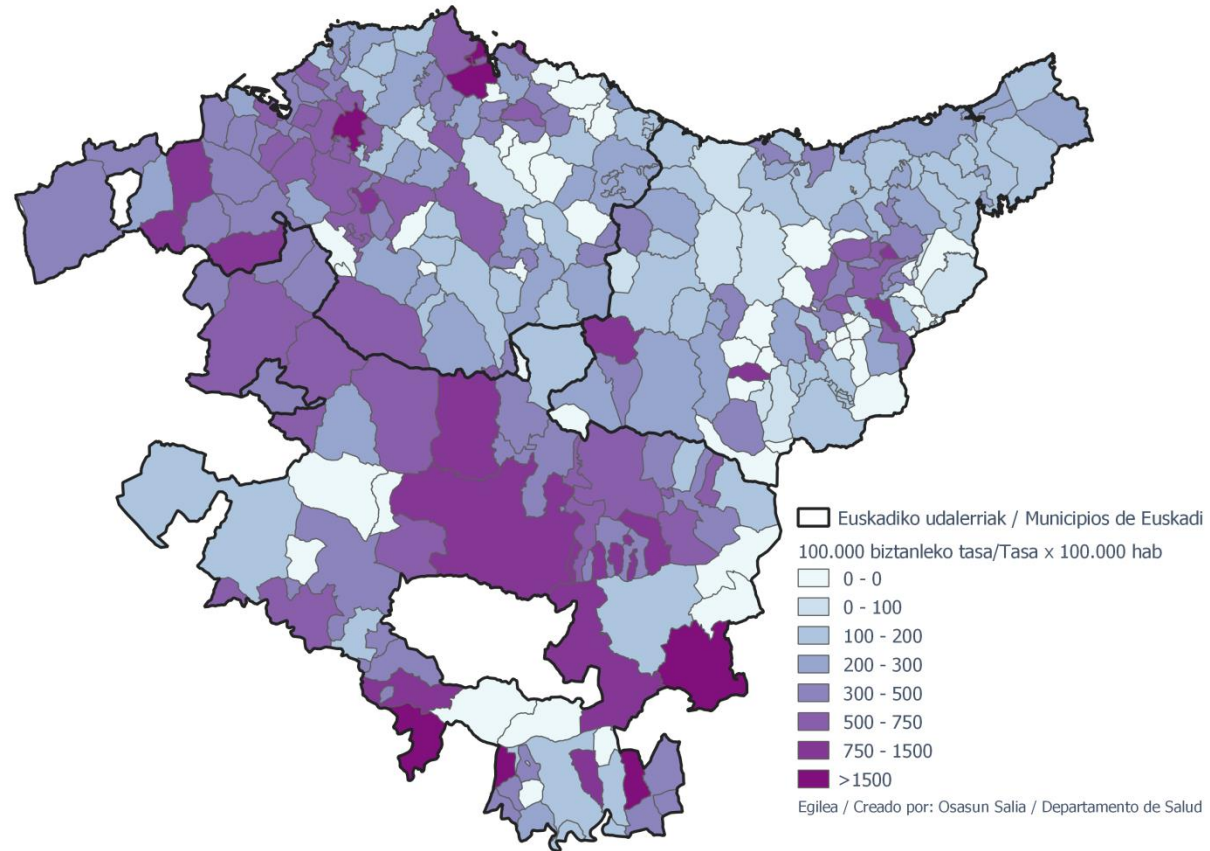 Euskadiko udalerriak / Municipios de Euskadi
100.000 biztanleko tasa/Tasa x 100.000 hab
0 - 0
0 - 100
100 - 200
200 - 300
300 - 500
500 - 750
750 - 1500
>1500
Egilea / Creado por: Osasun Salia / Departamento de Salud